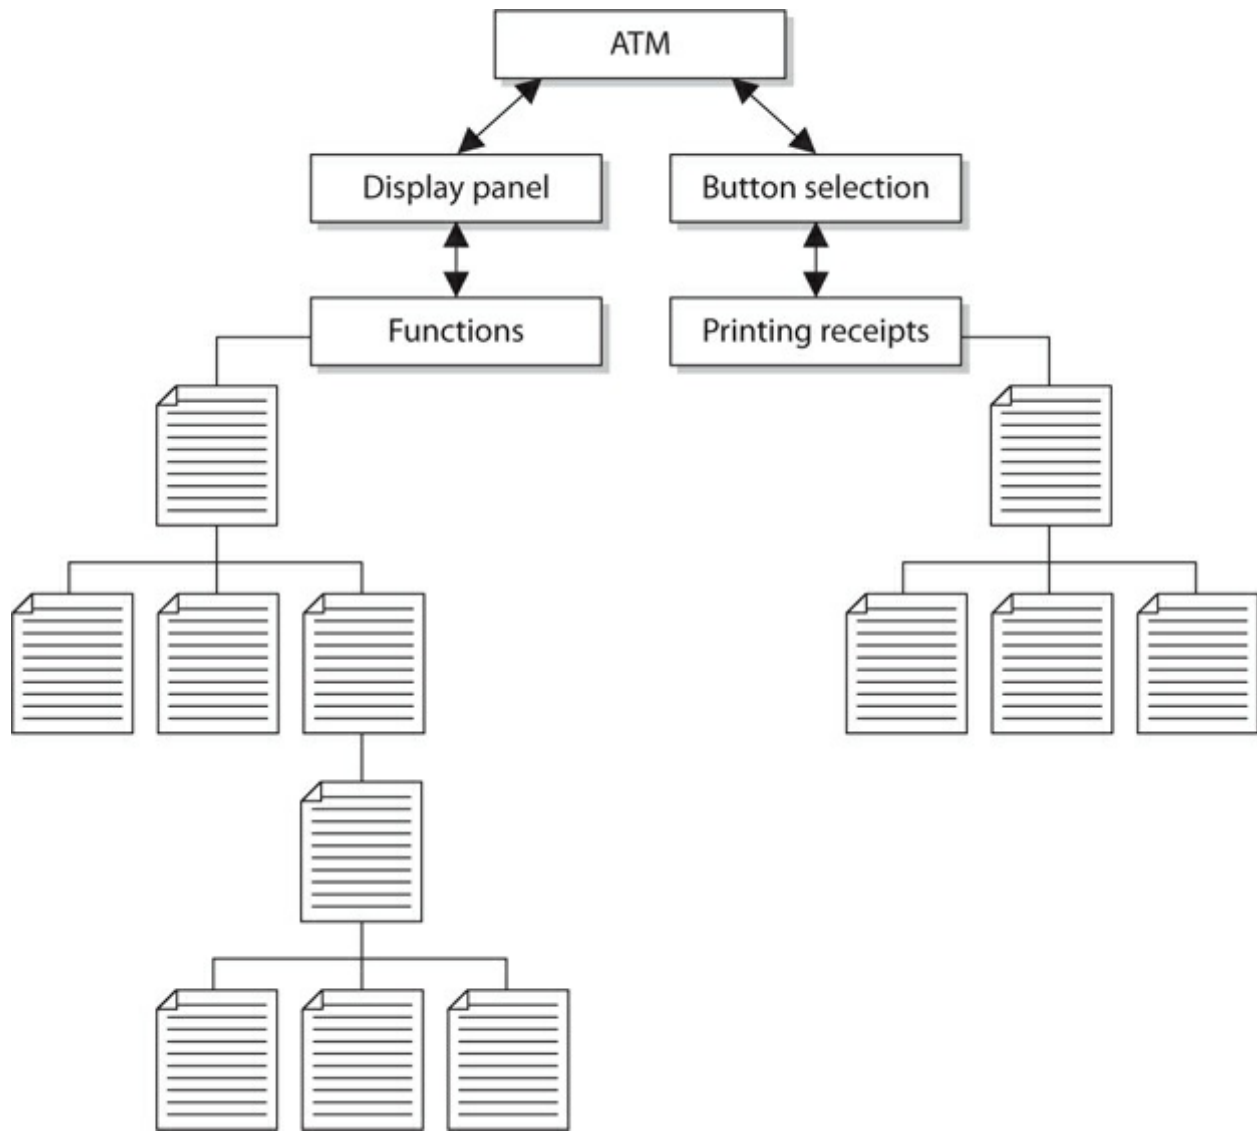 ATM
Display panel
Button selection
Functions
Printing receipts